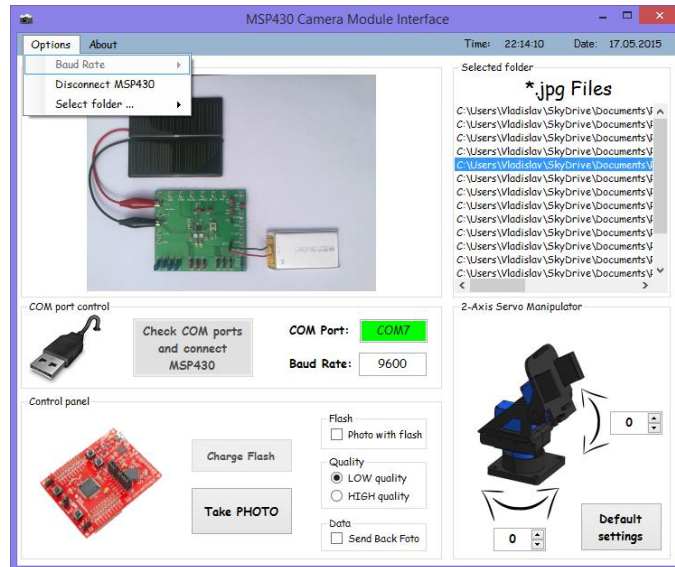 MSP430 Camera Module Interface
Options About
Time: 22:14:10 Date: 17.05.2015
Baud Rate
Disconnect MSP430
Select folder ...
Selected folder
*.jpg Files
C:\Users\Vladislav\SkyDrive\Documents\
C:\Users\Vladislav\SkyDrive\Documents\
C:\Users\Vladislav\SkyDrive\Documents\
C:\Users\Vladislav\SkyDrive\Documents\
C:\Users\Vladislav\SkyDrive\Documents\
C:\Users\Vladislav\SkyDrive\Documents\
C:\Users\Vladislav\SkyDrive\Documents\
C:\Users\Vladislav\SkyDrive\Documents\
C:\Users\Vladislav\SkyDrive\Documents\
C:\Users\Vladislav\SkyDrive\Documents\
C:\Users\Vladislav\SkyDrive\Documents\
C:\Users\Vladislav\SkyDrive\Documents\
C:\Users\Vladislav\SkyDrive\Documents\
COM port control
Check COM ports
and connect
MSP430
COM Port: COM7
Baud Rate: 9600
Control panel
Charge Flash
Take PHOTO
Flash
Photo with flash
Quality
LOW quality
HIGH quality
Data
Send Back Foto
2-Axis Servo Manipulator
0
0
Default
settings